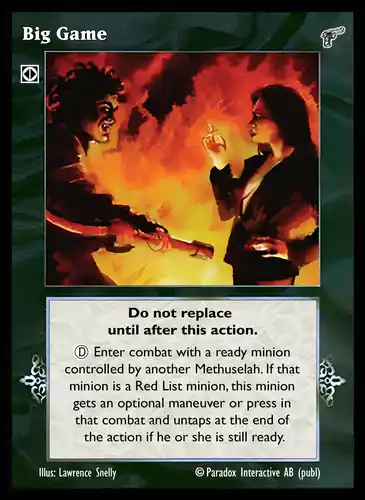 Big Game
Do not replace
until after this action.
Ⓓ Enter combat with a ready minion
controlled by another Methuselah. If that
minion is a Red List minion, this minion
gets an optional maneuver or press in
that combat and untaps at the end of
the action if he or she is still ready.
Illus: Lawrence Snelly
© Paradox Interactive AB (publ)